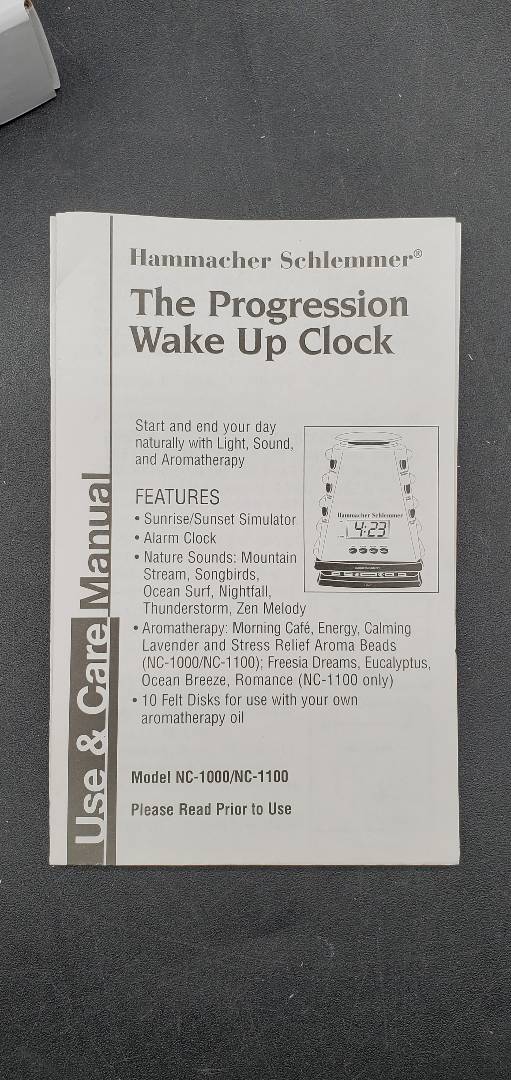 Hammacher Schlemmer®
The Progression
Wake Up Clock
Start and end your day
naturally with Light, Sound,
and Aromatherapy
FEATURES
• Sunrise/Sunset Simulator
• Alarm Clock
• Nature Sounds: Mountain
Stream, Songbirds,
Ocean Surf, Nightfall,
Thunderstorm, Zen Melody
• Aromatherapy: Morning Café, Energy, Calming
Lavender and Stress Relief Aroma Beads
(NC-1000/NC-1100); Freesia Dreams, Eucalyptus,
Ocean Breeze, Romance (NC-1100 only)
• 10 Felt Disks for use with your own
aromatherapy oil
Model NC-1000/NC-1100
Please Read Prior to Use
Use & Care Manual
Hammacher Schlemmer
4:23